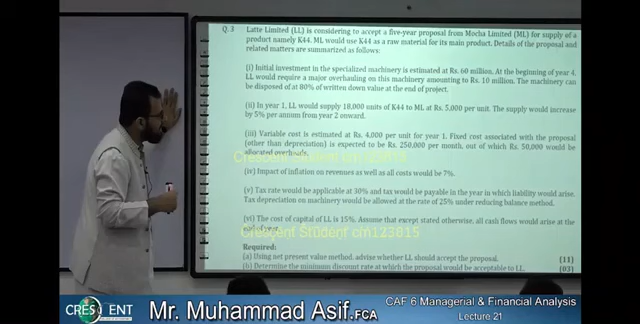 Q. 3 Latte Limited (LL) is considering to accept a five-year proposal from Mocha Limited (ML) for supply of a
product namely K44. ML would use K44 as a raw material for its main product. Details of the proposal and
related matters are summarized as follows:
(i) Initial investment in the specialized machinery is estimated at Rs. 60 million. At the beginning of year 4,
LL would require a major overhauling on this machinery amounting to Rs. 10 million. The machinery can
be disposed of at 80% of written down value at the end of project.
(ii) In year 1, LL would supply 18,000 units of K44 to ML at Rs. 5,000 per unit. The supply would increase
by 5% per annum from year 2 onward.
(iii) Variable cost is estimated at Rs. 4,000 per unit for year 1. Fixed cost associated with the proposal
(other than depreciation) is expected to be Rs. 250,000 per month, out of which Rs. 50,000 would be
allocated overheads.
Crescent Student cm123815
(iv) Impact of inflation on revenues as well as all costs would be 7%.
(v) Tax rate would be applicable at 30% and tax would be payable in the year in which liability would arise.
Tax depreciation on machinery would be allowed at the rate of 25% under reducing balance method.
(vi) The cost of capital of LL is 15%. Assume that except stated otherwise, all cash flows would arise at the
end of year.
Crescent Student cm123815
Required:
(a) Using net present value method, advise whether LL should accept the proposal. (11)
(b) Determine the minimum discount rate at which the proposal would be acceptable to LL. (03)
CRESCENT
Mr. Muhammad Asif.FCA
CAF 6 Managerial & Financial Analysis
Lecture 21